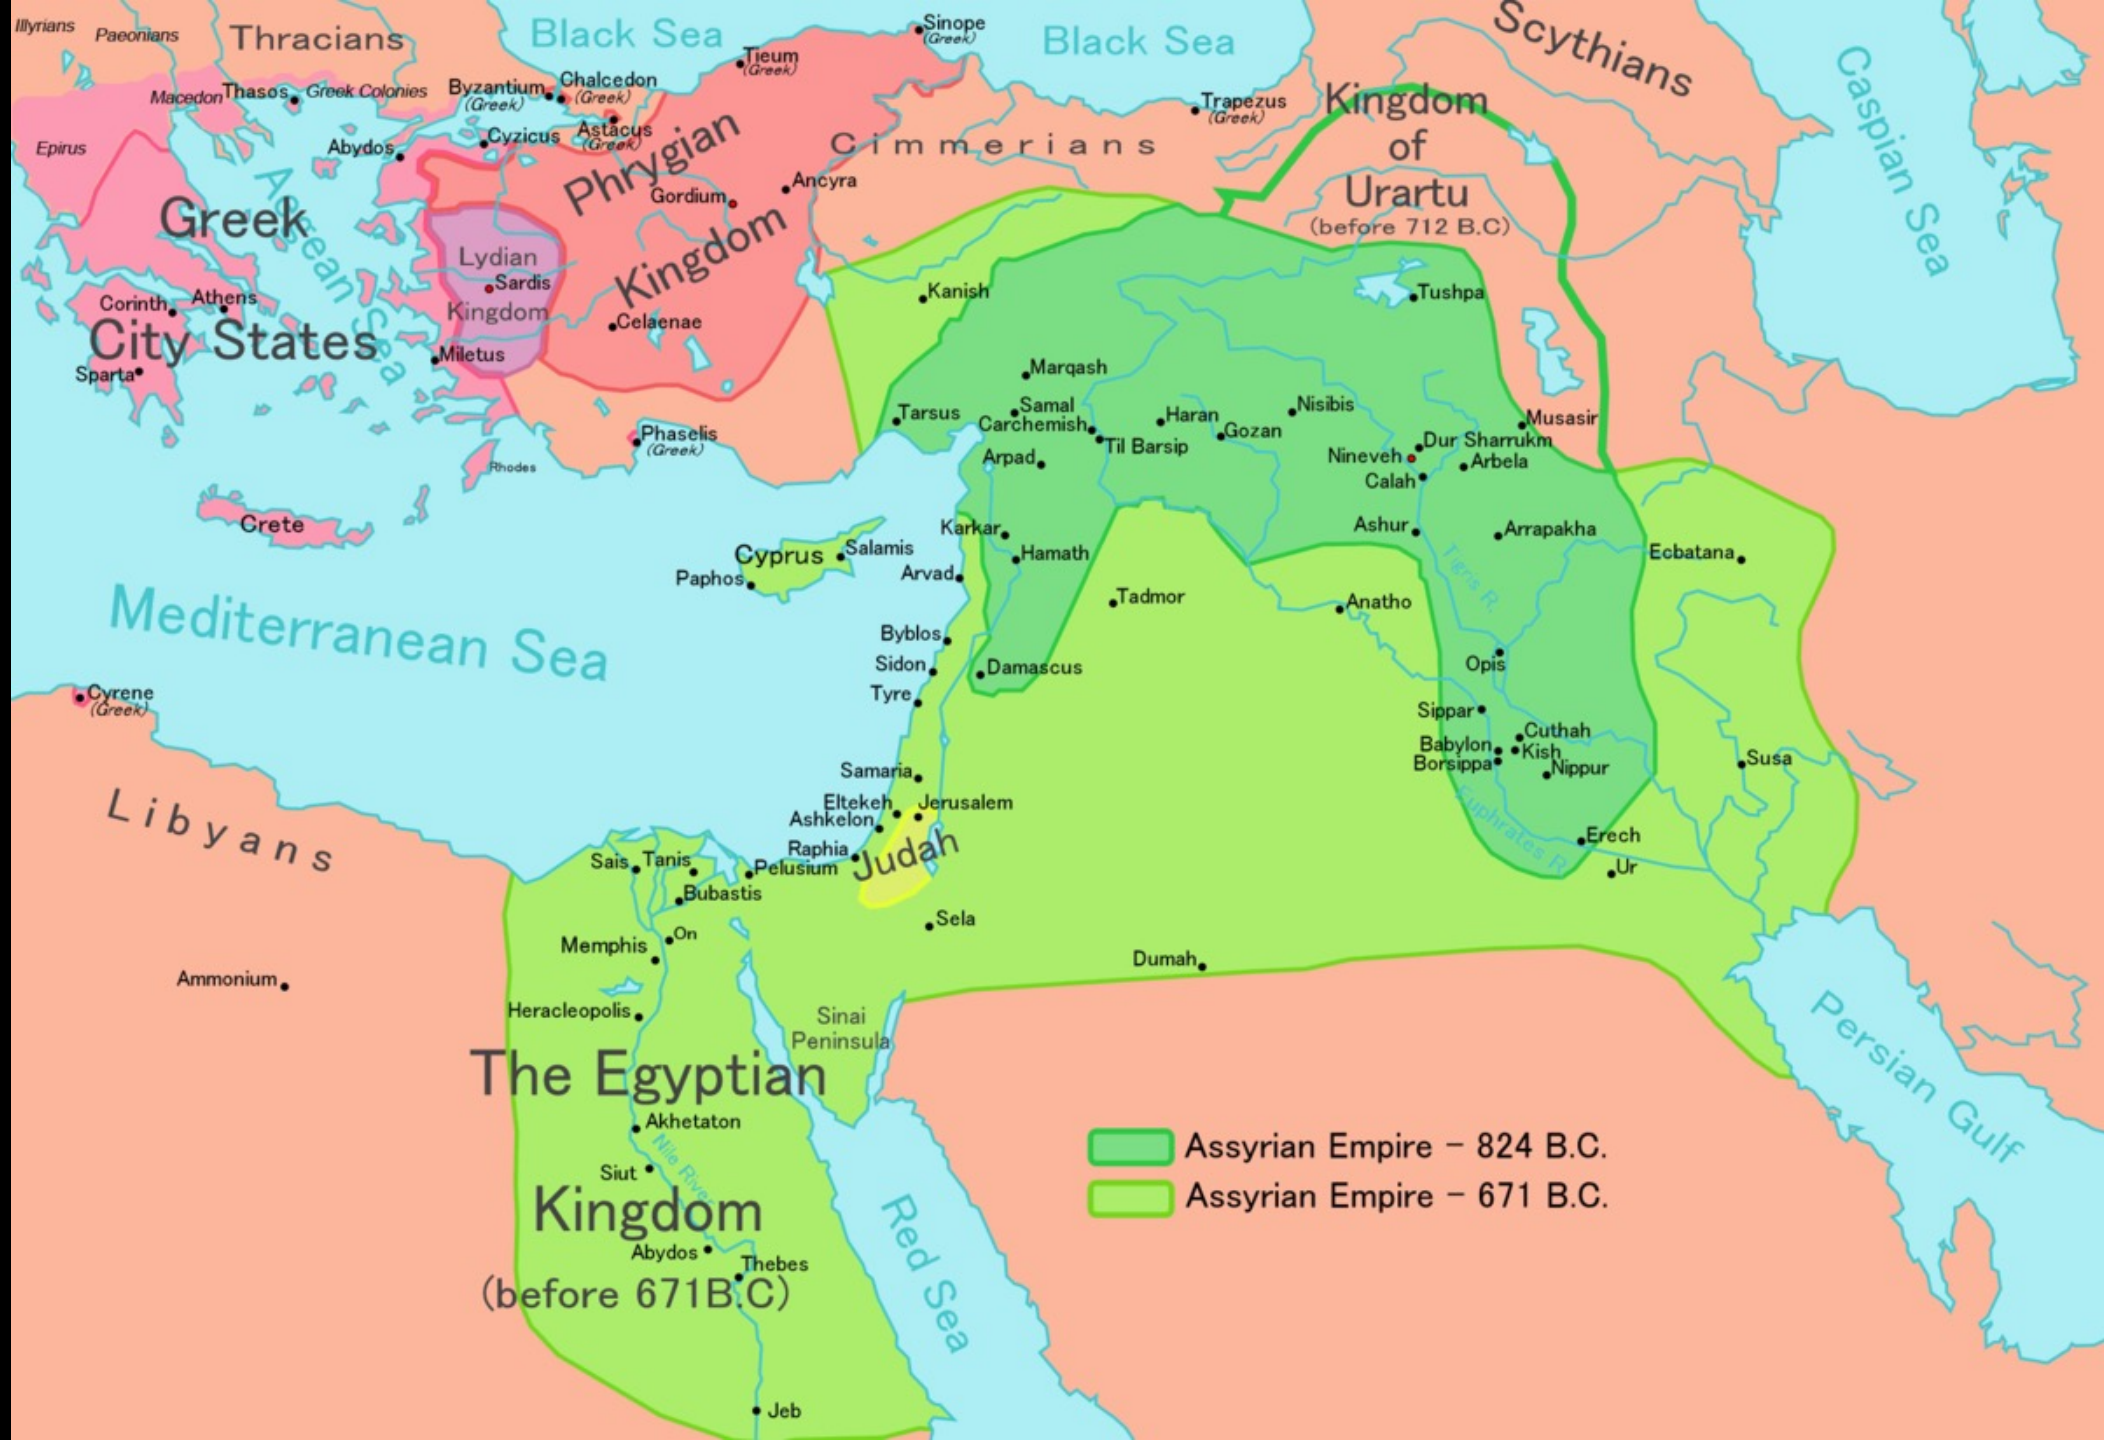 Illyrians
Paeonians
Thracians
Black Sea
Sinope
(Greek)
Black Sea
Scythians
Caspian Sea
Tieum
(Greek)
Macedon
Thasos
Greek Colonies
Byzantium
(Greek)
Chalcedon
(Greek)
Astacus
(Greek)
Trapezus
(Greek)
Kingdom
of
Urartu
(before 712 B.C)
Epirus
Abydos
Cyzicus
Cimmerians
Phrygian
Kingdom
Gordium
Ancyra
Greek
City States
Aegean Sea
Lydian
Kingdom
Sardis
Corinth
Athens
Sparta
Miletus
Celaenae
Kanish
Tushpa
Marqash
Samal
Carchemish
Til Barsip
Haran
Gozan
Nisibis
Musasir
Tarsus
Arpad
Dur Sharrukm
Nineveh
Arbela
Calah
Phaselis
(Greek)
Rhodes
Crete
Karkar
Hamath
Ashur
Arrapakha
Ecbatana
Cyprus
Salamis
Paphos
Arvad
Tadmor
Anatho
Tigris R.
Mediterranean Sea
Byblos
Sidon
Tyre
Damascus
Opis
Cyrene
(Greek)
Sippar
Cuthah
Babylon
Kish
Borsippa
Nippur
Susa
Samaria
Eltekeh
Jerusalem
Ashkelon
Raphia
Judah
Euphrates R.
Erech
Ur
Libyans
Sais
Tanis
Pelusium
Bubastis
Sela
On
Memphis
Dumah
Ammonium
Heracleopolis
Sinai
Peninsula
Persian Gulf
The Egyptian
Kingdom
(before 671B.C)
Akhetaton
Nile River
Siut
Abydos
Thebes
Red Sea
Jeb
Assyrian Empire – 824 B.C.
Assyrian Empire – 671 B.C.